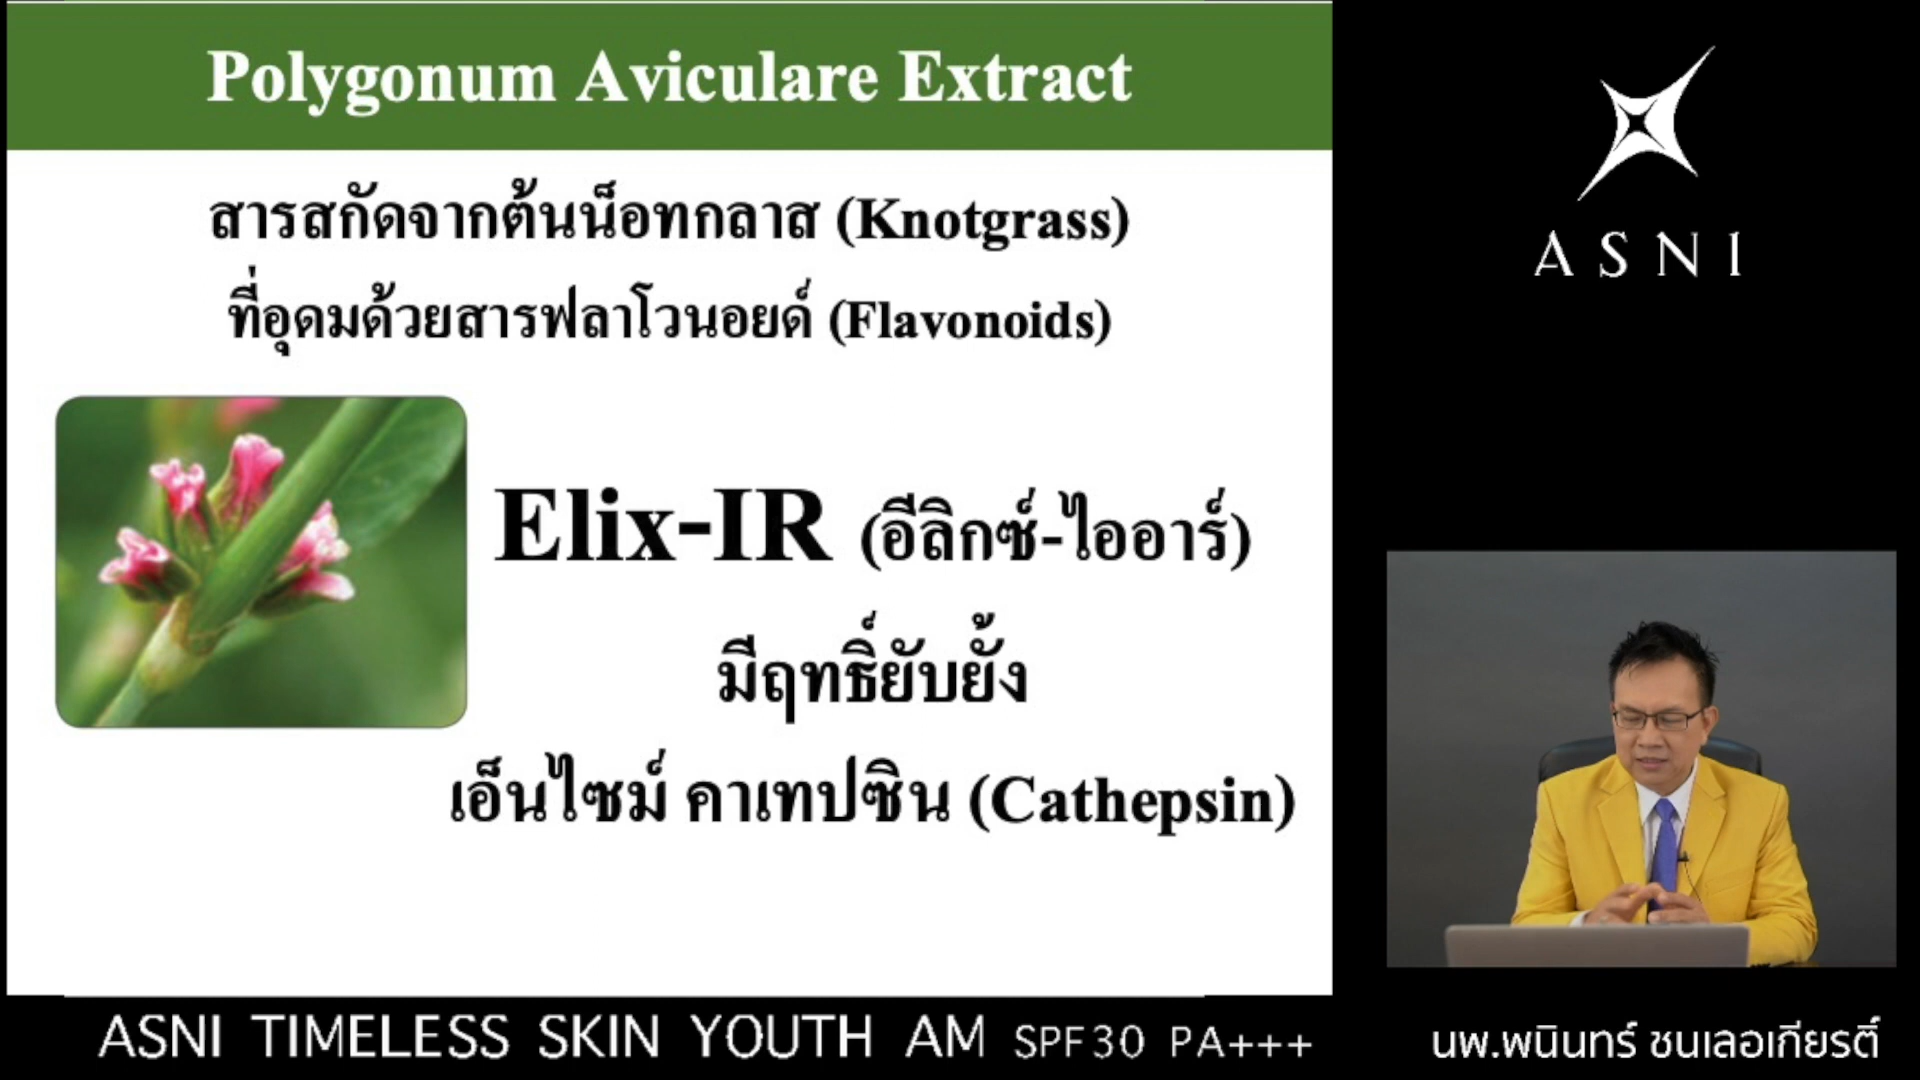 Polygonum Aviculare Extract
สารสกัดจากต้นน็อทกลาส (Knotgrass)
ที่อุดมด้วยสารฟลาโวนอยด์ (Flavonoids)
Elix-IR (อีลิกซ์-ไออาร์)
มีฤทธิ์ยับยั้ง
เอ็นไซม์ คาเทปซิน (Cathepsin)
ASNI
ASNI TIMELESS SKIN YOUTH AM SPF30 PA+++
นพ.พนินทร์ ชนเลอเกียรติ์